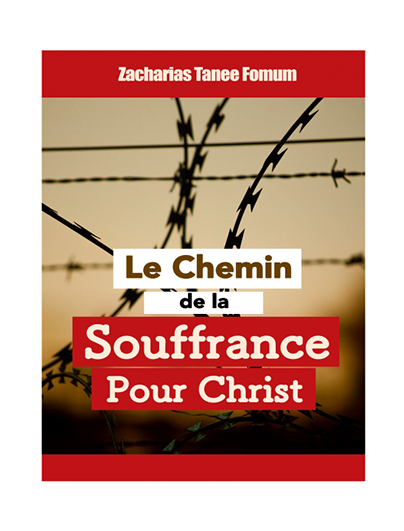 Zacharias Tanee Fomum
Le Chemin
de la
Souffrance
Pour Christ